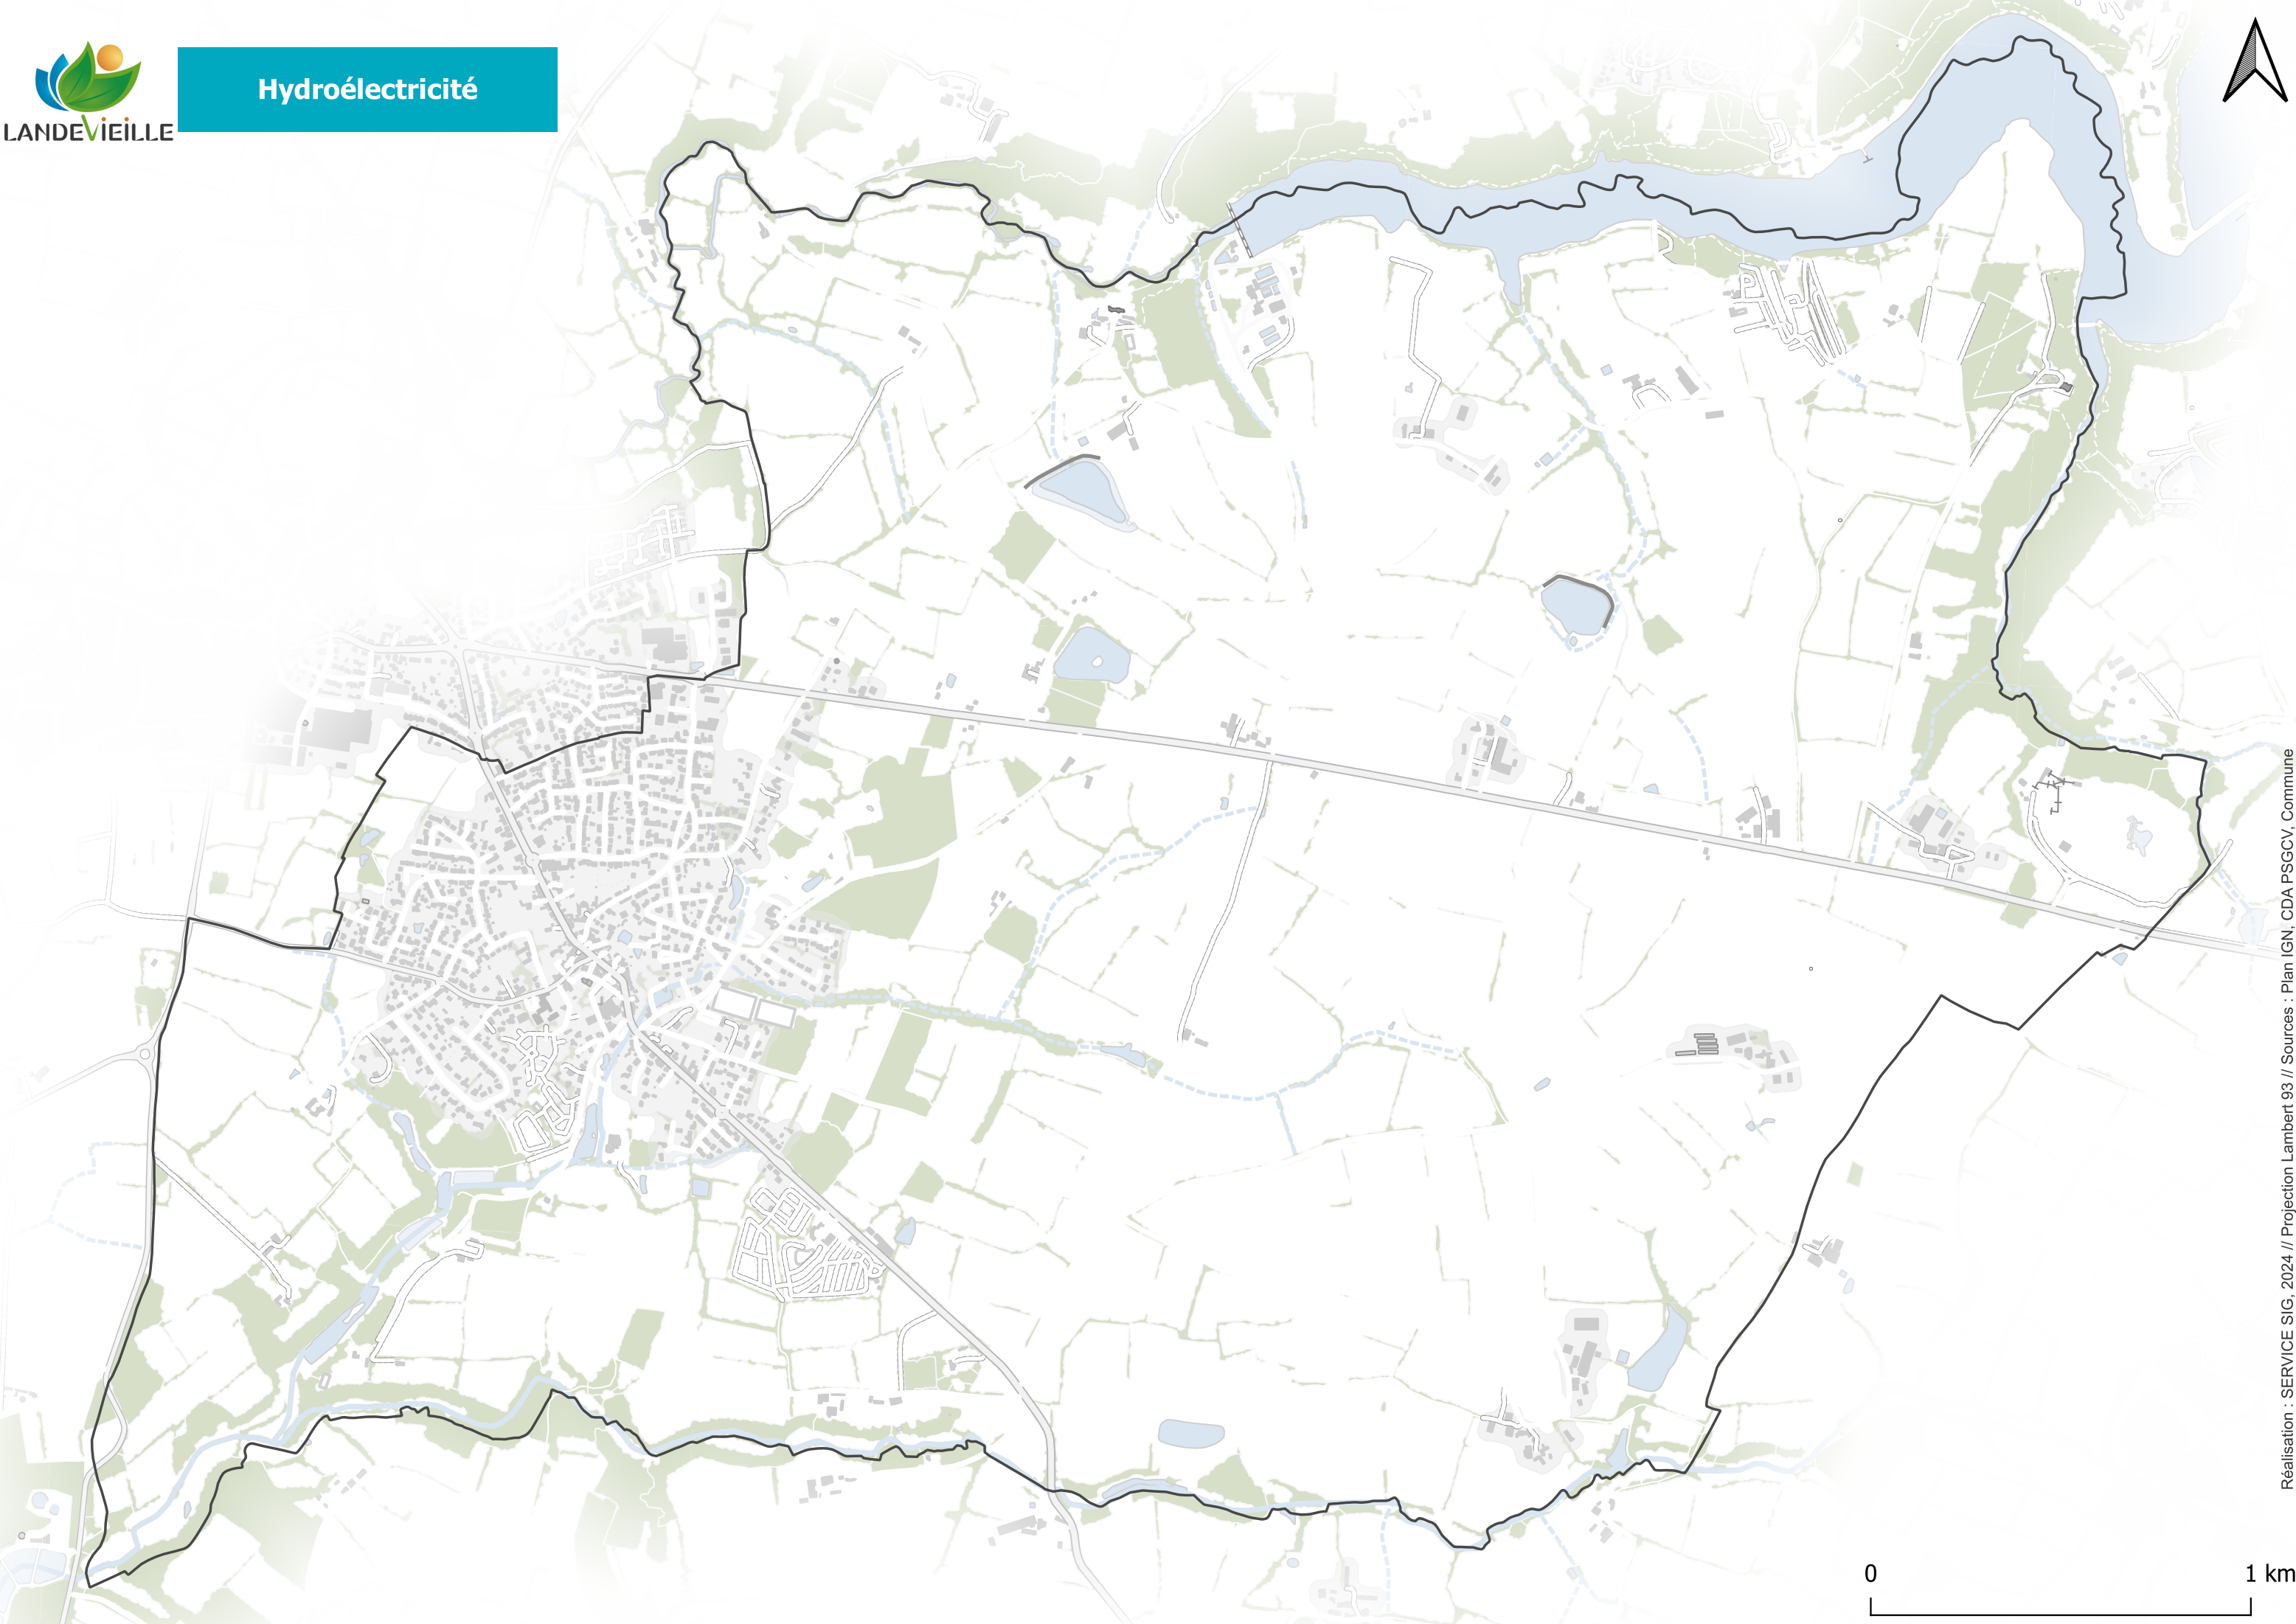 LANDEVIEILLE
Hydroélectricité
Réalisation : SERVICE SIG, 2024 // Projection Lambert 93 // Sources : Plan IGN, CDA PSGCV, Commune
0
1 km